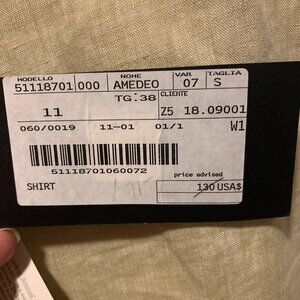 MODELLO NOME VAR TAGLIA
51118701 000 AMEDEO 07 S
TG.38 CLIENTE
11 Z5 18.09001
060/0019 11-01 01/1 W1
51118701060072
price advised
SHIRT 130 USA$